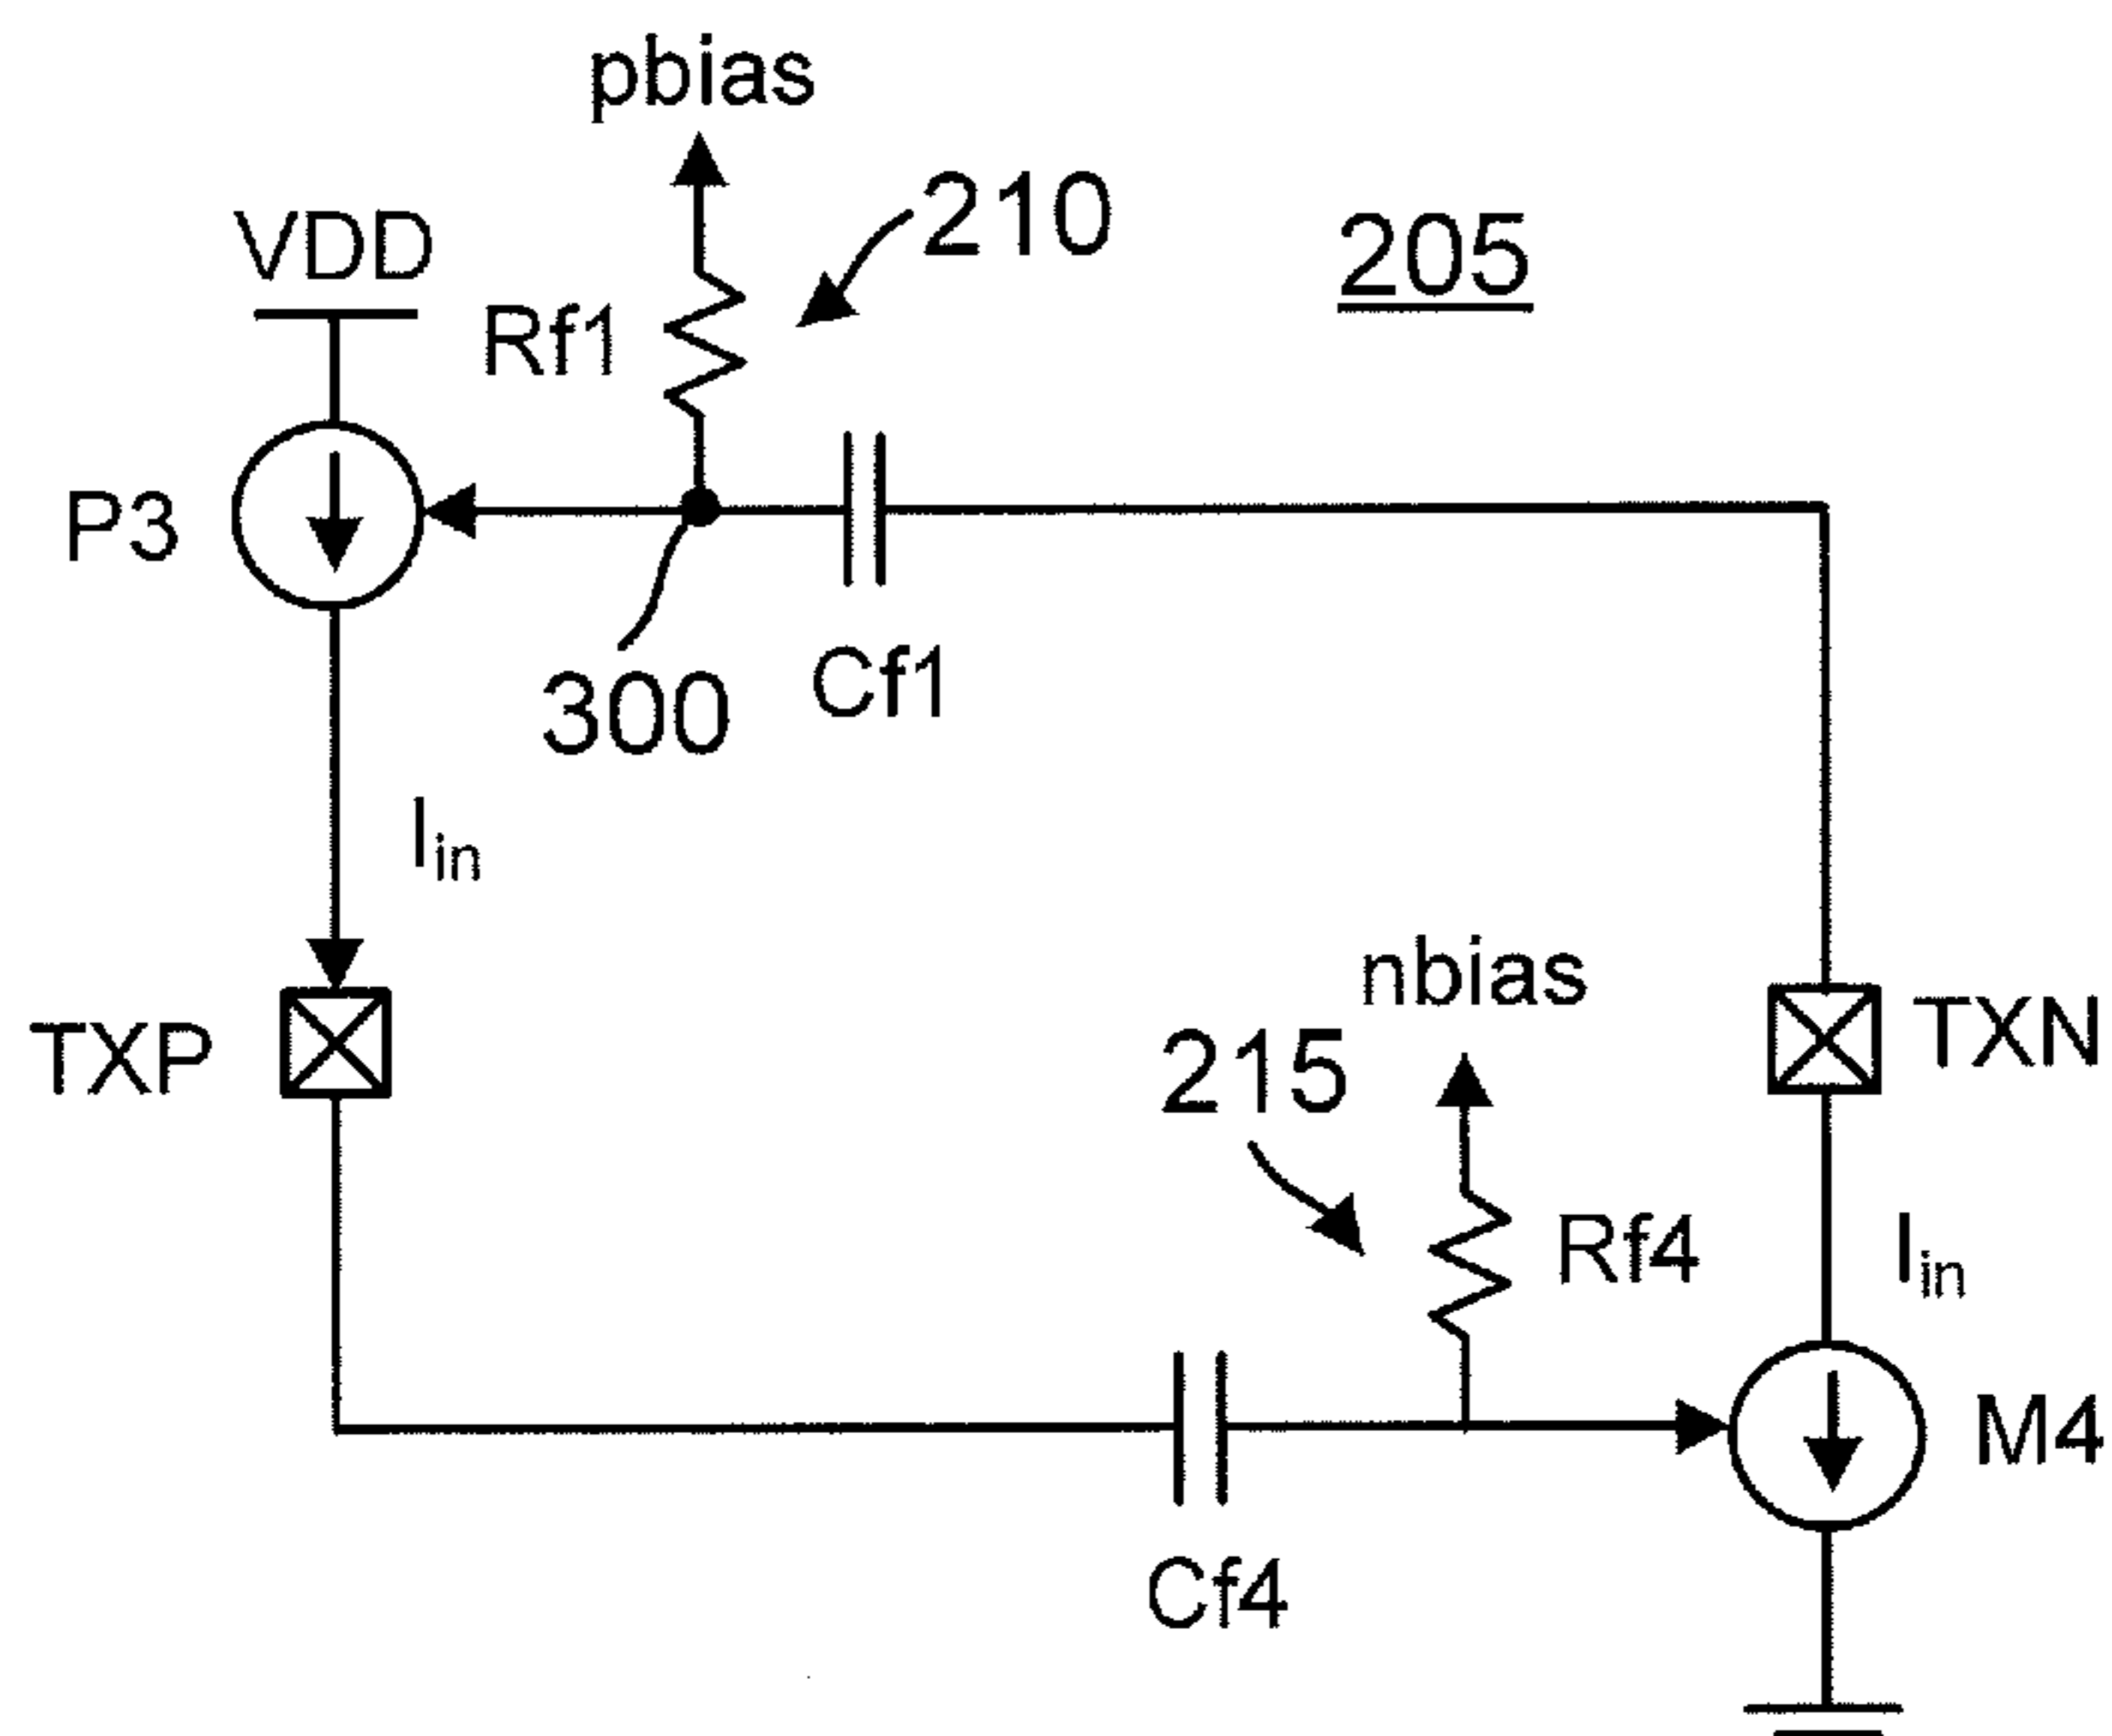 pbias
210
205
VDD
Rf1
P3
300
Cf1
Iin
nbias
TXP
TXN
215
Rf4
Iin
M4
Cf4